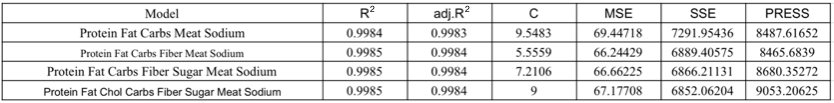 Model R² adj.R² C MSE SSE PRESS
Protein Fat Carbs Meat Sodium 0.9984 0.9983 9.5483 69.44718 7291.95436 8487.61652
Protein Fat Carbs Fiber Meat Sodium 0.9985 0.9984 5.5559 66.24429 6889.40575 8465.6839
Protein Fat Carbs Fiber Sugar Meat Sodium 0.9985 0.9984 7.2106 66.66225 6866.21131 8680.35272
Protein Fat Chol Carbs Fiber Sugar Meat Sodium 0.9985 0.9984 9 67.17708 6852.06204 9053.20625